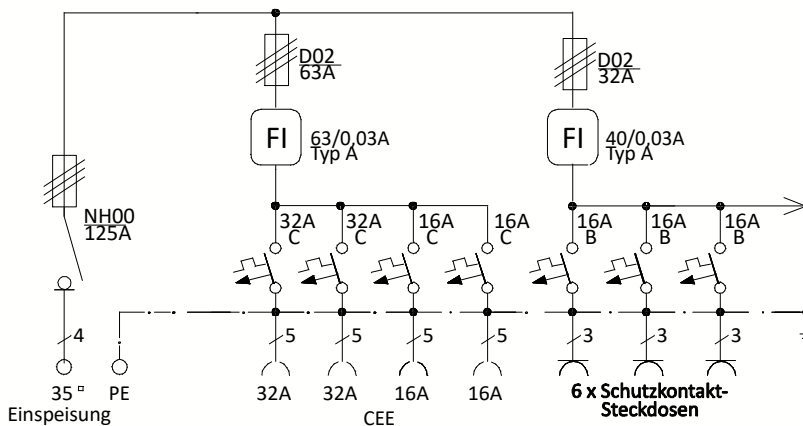 D02
63A
D02
32A
FI
63/0,03A
Typ A
FI
40/0,03A
Typ A
NH00
125A
32A
C
32A
C
16A
C
16A
C
16A
B
16A
B
16A
B
4
5
5
5
5
3
3
3
35 ▫
PE
32A
32A
16A
16A
6 x Schutzkontakt-
Steckdosen
Einspeisung
CEE